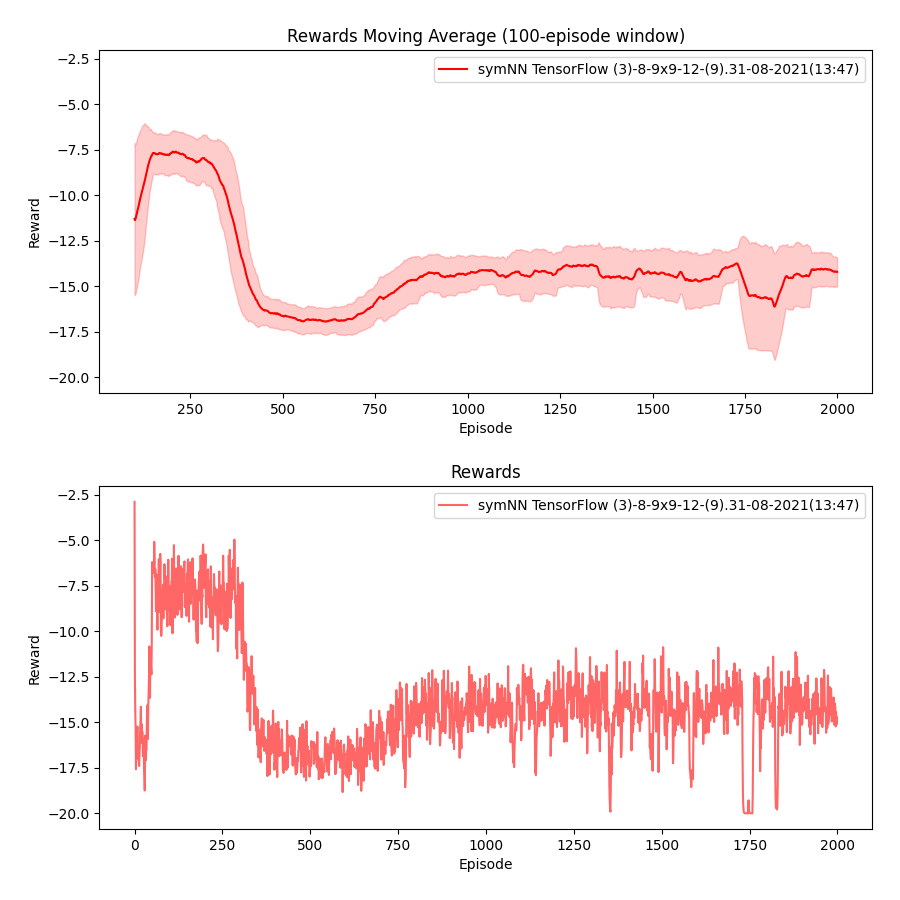 Rewards Moving Average (100-episode window)
symNN TensorFlow (3)-8-9x9-12-(9).31-08-2021(13:47)
−2.5
−5.0
−7.5
−10.0
−12.5
−15.0
−17.5
−20.0
Reward
250 500 750 1000 1250 1500 1750 2000
Episode
Rewards
symNN TensorFlow (3)-8-9x9-12-(9).31-08-2021(13:47)
−2.5
−5.0
−7.5
−10.0
−12.5
−15.0
−17.5
−20.0
Reward
0 250 500 750 1000 1250 1500 1750 2000
Episode